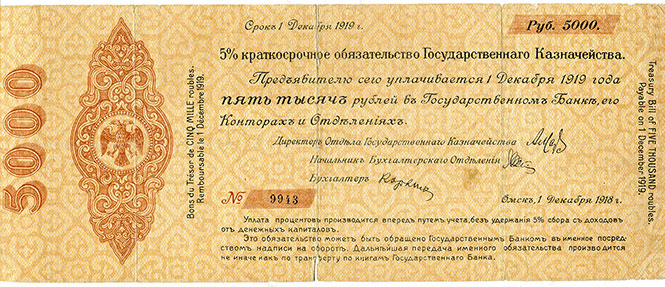 5000
Bons du Trésor de CINQ MILLE roubles.
Remboursable le 1 Décembre 1919.
Срокъ 1 Декабря 1919 г.
Руб. 5000.
5% краткосрочное обязательство Государственнаго Казначейства.
Предъявителю сего уплачивается 1 Декабря 1919 года
ПЯТЬ ТЫСЯЧЪ рублей въ Государственномъ Банкѣ, его
Конторахъ и Отдѣленіяхъ.
Директоръ Отдѣла Государственнаго Казначейства
Начальникъ Бухгалтерскаго Отдѣленія
Бухгалтеръ
№ 9943
Омскъ, 1 Декабря 1918 г.
Уплата процентовъ производится впередъ путемъ учета, безъ удержанія 5% сбора съ доходовъ
отъ денежныхъ капиталовъ.
Это обязательство можетъ быть обращено Государственнымъ Банкомъ въ именное посред-
ствомъ надписи на оборотѣ. Дальнѣйшая передача именного обязательства производится
не иначе какъ по трансферту по книгамъ Государственнаго Банка.
Treasury Bill of FIVE THOUSAND roubles.
Payable on 1 December 1919.